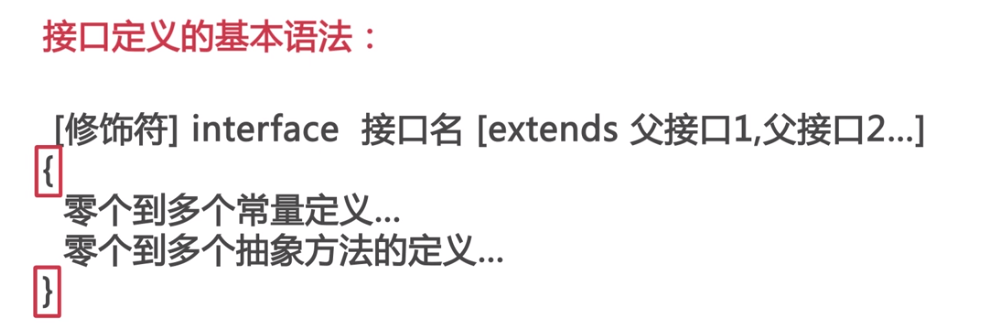 接口定义的基本语法：
[修饰符] interface 接口名 [extends 父接口1,父接口2...]
{
零个到多个常量定义...
零个到多个抽象方法的定义...
}